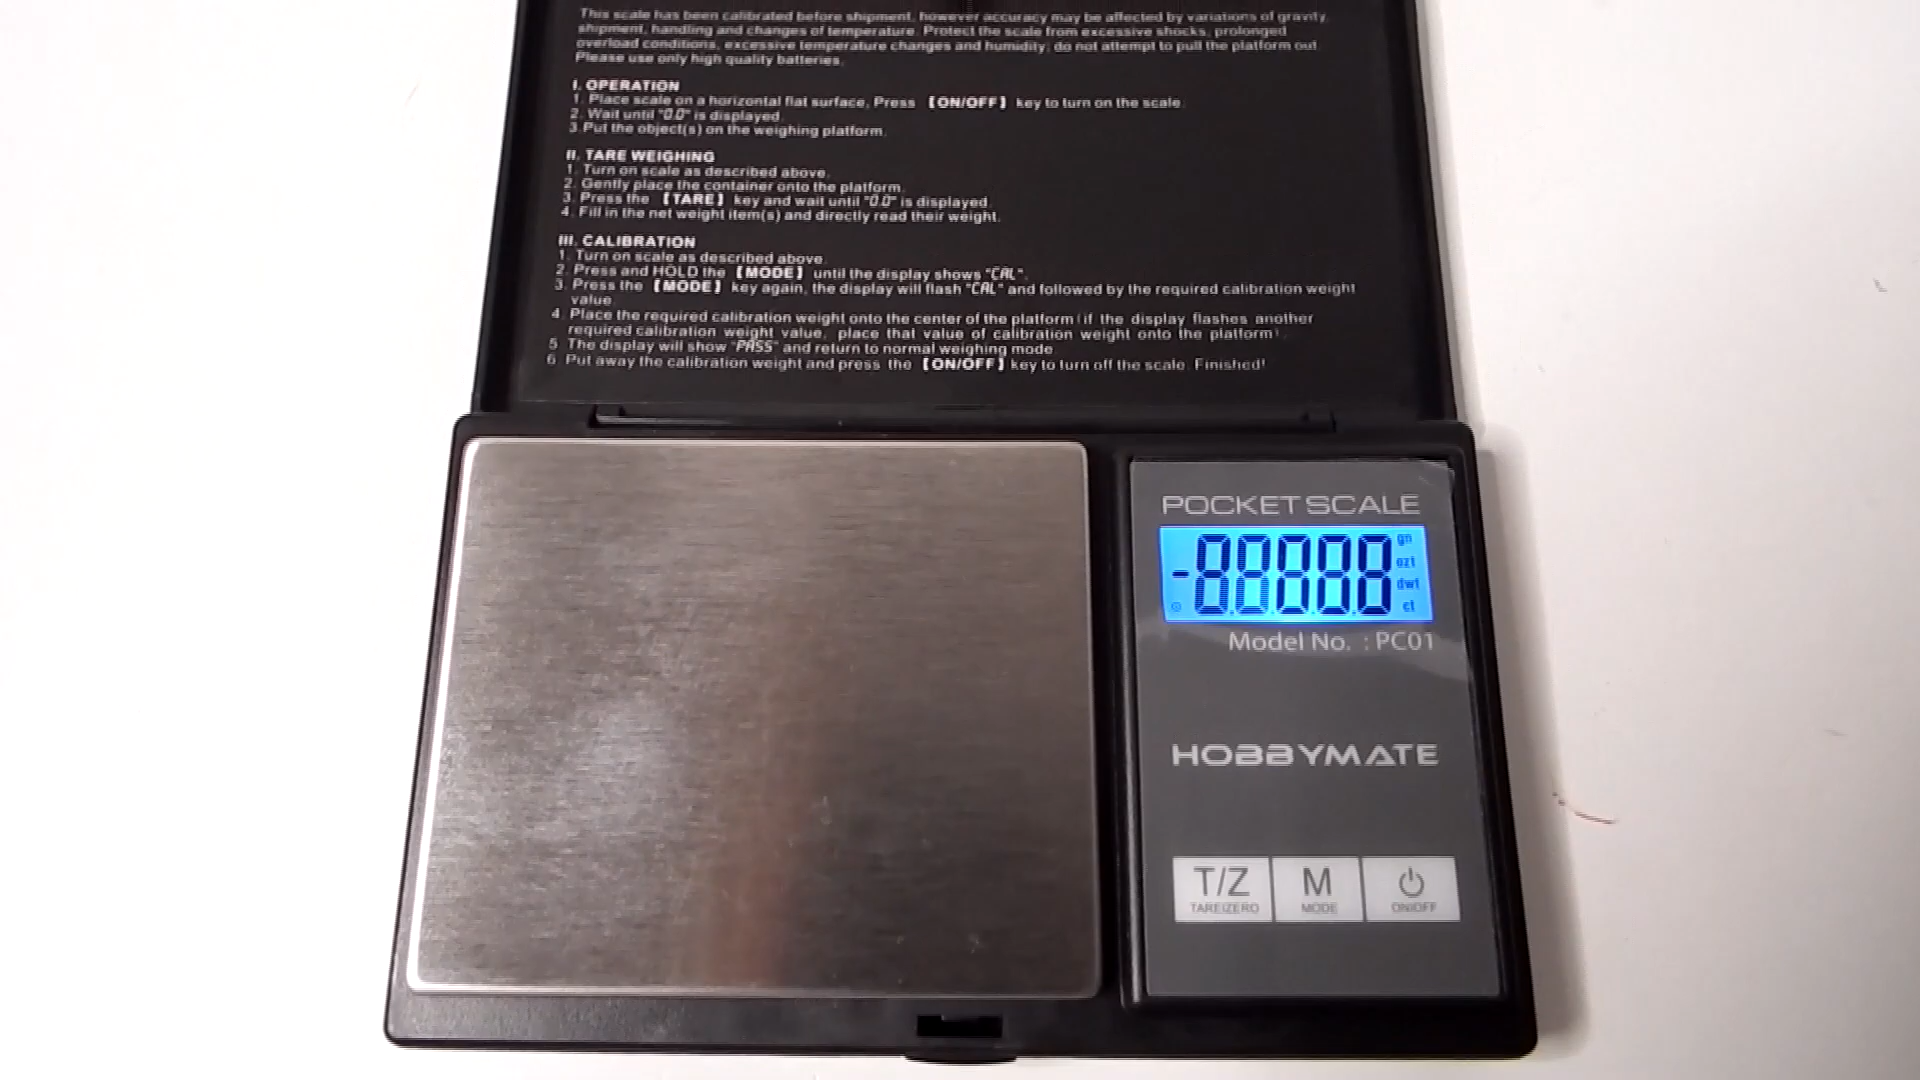 This scale has been calibrated before shipment, however accuracy may be affected by variations of gravity,
shipment, handling and changes of temperature. Protect the scale from excessive shocks, prolonged
overload conditions, excessive temperature changes and humidity; do not attempt to pull the platform out.
Please use only high quality batteries.
I. OPERATION
1. Place scale on a horizontal flat surface, Press 【ON/OFF】 key to turn on the scale.
2. Wait until "0.0" is displayed.
3. Put the object(s) on the weighing platform.
II. TARE WEIGHING
1. Turn on scale as described above.
2. Gently place the container onto the platform.
3. Press the 【TARE】 key and wait until "0.0" is displayed.
4. Fill in the net weight item(s) and directly read their weight.
III. CALIBRATION
1. Turn on scale as described above.
2. Press and HOLD the 【MODE】 until the display shows "CAL".
3. Press the 【MODE】 key again, the display will flash "CAL" and followed by the required calibration weight
value.
4. Place the required calibration weight onto the center of the platform (if the display flashes another
required calibration weight value, place that value of calibration weight onto the platform).
5. The display will show "PASS" and return to normal weighing mode
6. Put away the calibration weight and press the 【ON/OFF】 key to turn off the scale. Finished!
POCKET SCALE
-8.8.8.8.8
gn
ozt
dwt
ct
Model No. : PC01
HOBBYMATE
T/Z M
TARE/ZERO MODE ON/OFF